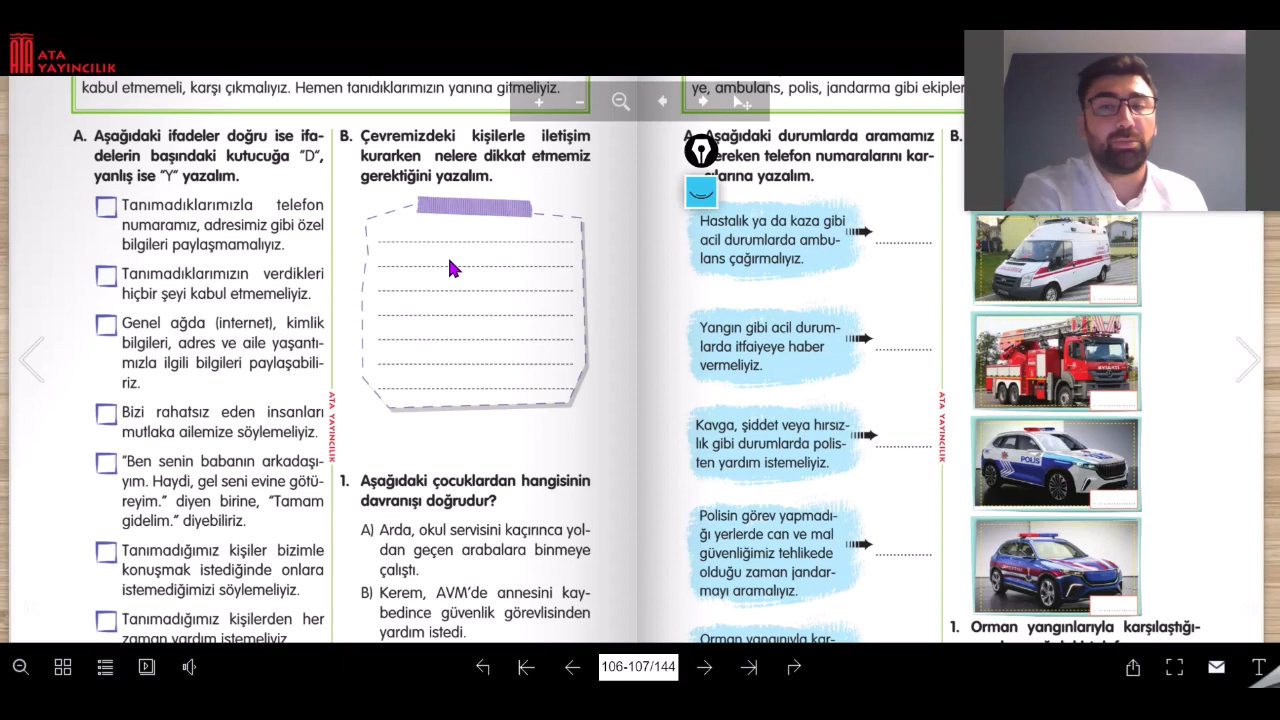 ATA
YAYINCILIK
kabul etmemeli, karşı çıkmalıyız. Hemen tanıdıklarımızın yanına gitmeliyiz.
A. Aşağıdaki ifadeler doğru ise ifa-
delerin başındaki kutucuğa "D",
yanlış ise "Y" yazalım.
Tanımadıklarımızla telefon
numaramız, adresimiz gibi özel
bilgileri paylaşmamalıyız.
Tanımadıklarımızın verdikleri
hiçbir şeyi kabul etmemeliyiz.
Genel ağda (internet), kimlik
bilgileri, adres ve aile yaşantı-
mızla ilgili bilgileri paylaşabili-
riz.
Bizi rahatsız eden insanları
mutlaka ailemize söylemeliyiz.
"Ben senin babanın arkadaşı-
yım. Haydi, gel seni evine götü-
reyim." diyen birine, "Tamam
gidelim." diyebiliriz.
Tanımadığımız kişiler bizimle
konuşmak istediğinde onlara
istemediğimizi söylemeliyiz.
Tanımadığımız kişilerden her
zaman yardım istemeliyiz.
ATA YAYINCILIK
B. Çevremizdeki kişilerle iletişim
kurarken nelere dikkat etmemiz
gerektiğini yazalım.
1. Aşağıdaki çocuklardan hangisinin
davranışı doğrudur?
A) Arda, okul servisini kaçırınca yol-
dan geçen arabalara binmeye
çalıştı.
B) Kerem, AVM'de annesini kay-
bedince güvenlik görevlisinden
yardım istedi.
ye, ambulans, polis, jandarma gibi ekipler
Aşağıdaki durumlarda aramamız
gereken telefon numaralarını kar-
şılarına yazalım.
Hastalık ya da kaza gibi
acil durumlarda ambu-
lans çağırmalıyız.
Yangın gibi acil durum-
larda itfaiyeye haber
vermeliyiz.
Kavga, şiddet veya hırsız-
lık gibi durumlarda polis-
ten yardım istemeliyiz.
Polisin görev yapmadı-
ğı yerlerde can ve mal
güvenliğimiz tehlikede
olduğu zaman jandar-
mayı aramalıyız.
Orman yangınıyla kar-
ATA YAYINCILIK
B.
POLİS
1. Orman yangınlarıyla karşılaştığı-
106-107/144